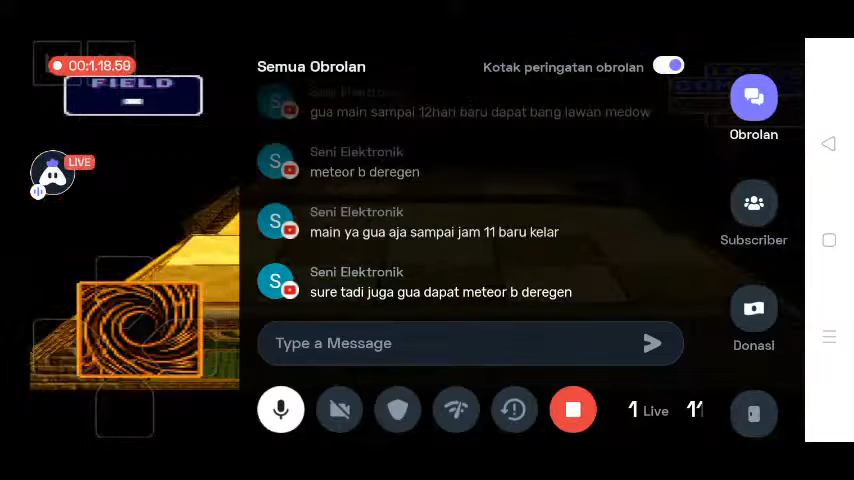 00:1.18.59
FIELD
LIVE
Semua Obrolan
Kotak peringatan obrolan
gua main sampai 12hari baru dapat bang lawan medow
S
Seni Elektronik
meteor b deregen
S
Seni Elektronik
main ya gua aja sampai jam 11 baru kelar
S
Seni Elektronik
sure tadi juga gua dapat meteor b deregen
Type a Message
1 Live
Obrolan
Subscriber
Donasi